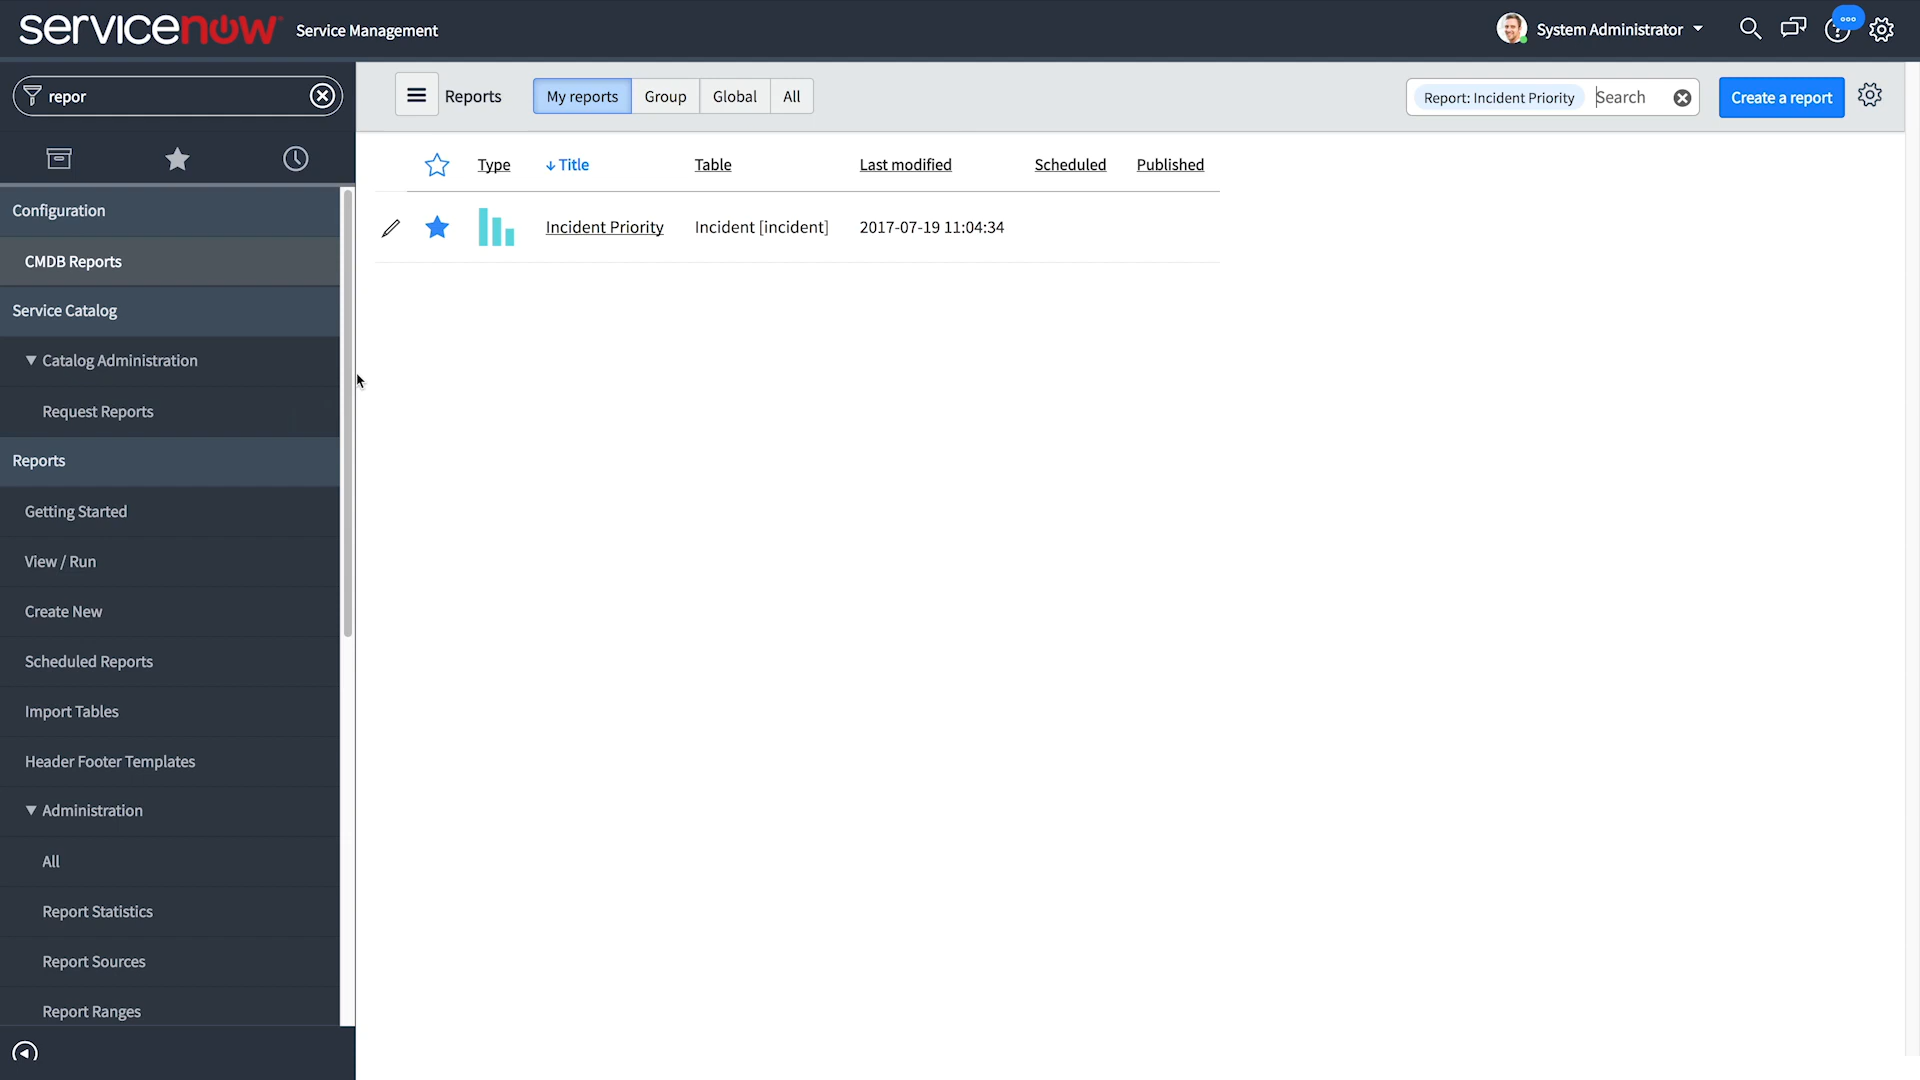 servicenow Service Management
System Administrator
repor
Reports My reports Group Global All
Report: Incident Priority Search Create a report
Type Title Table Last modified Scheduled Published
Incident Priority Incident [incident] 2017-07-19 11:04:34
Configuration
CMDB Reports
Service Catalog
Catalog Administration
Request Reports
Reports
Getting Started
View / Run
Create New
Scheduled Reports
Import Tables
Header Footer Templates
Administration
All
Report Statistics
Report Sources
Report Ranges